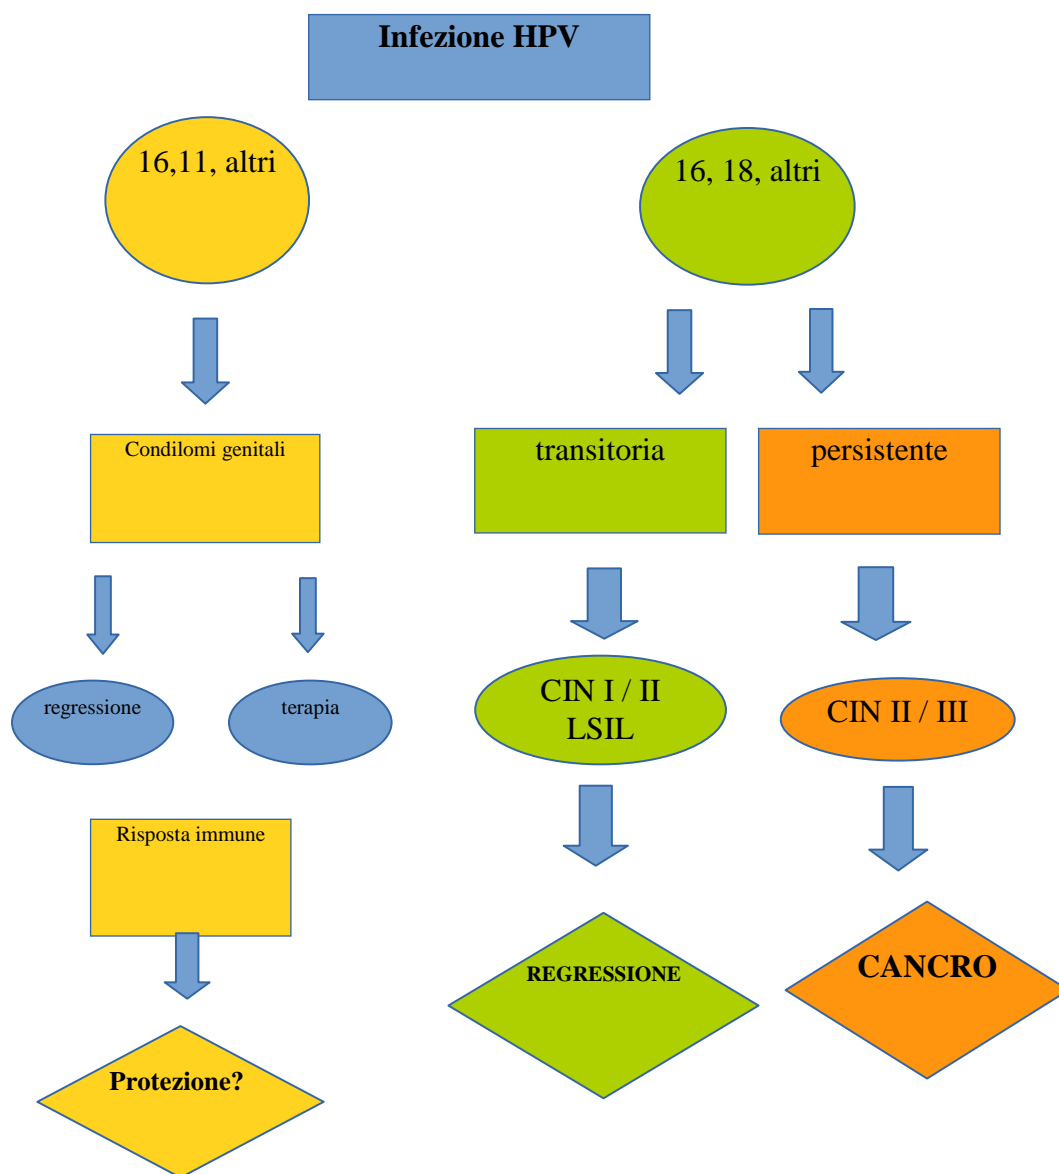 Infezione HPV
16,11, altri
16, 18, altri
Condilomi genitali
transitoria
persistente
regressione
terapia
CIN I / II
LSIL
CIN II / III
Risposta immune
REGRESSIONE
CANCRO
Protezione?